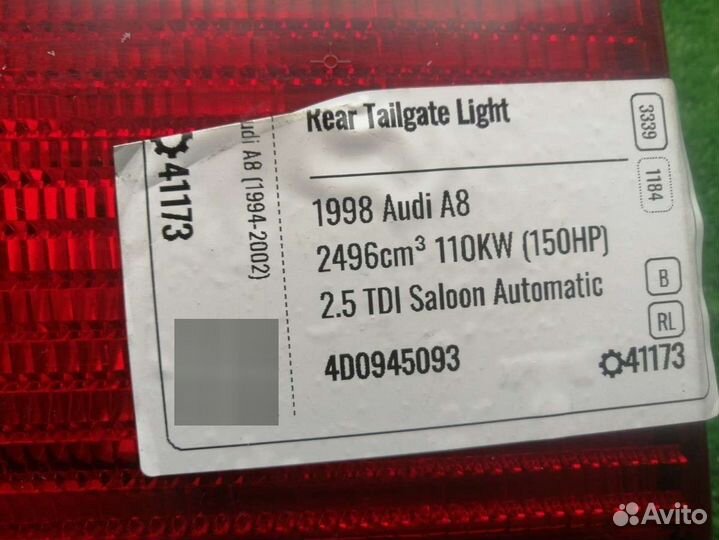 Rear Tailgate Light
1998 Audi A8
2496cm³ 110KW (150HP)
2.5 TDI Saloon Automatic
4D0945093
41173
3339
1184
B
RL
41173
udi A8 (1994-2002)
Avito